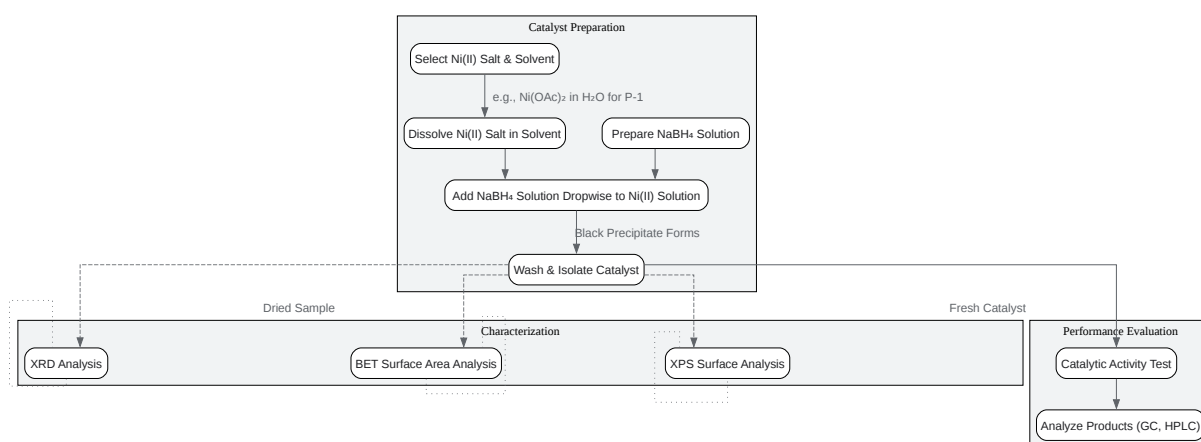 Catalyst Preparation
Select Ni(II) Salt & Solvent
e.g., Ni(OAc)₂ in H₂O for P-1
Dissolve Ni(II) Salt in Solvent
Prepare NaBH₄ Solution
Add NaBH₄ Solution Dropwise to Ni(II) Solution
Black Precipitate Forms
Wash & Isolate Catalyst
Dried Sample
Fresh Catalyst
Characterization
Performance Evaluation
XRD Analysis
BET Surface Area Analysis
XPS Surface Analysis
Catalytic Activity Test
Analyze Products (GC, HPLC)